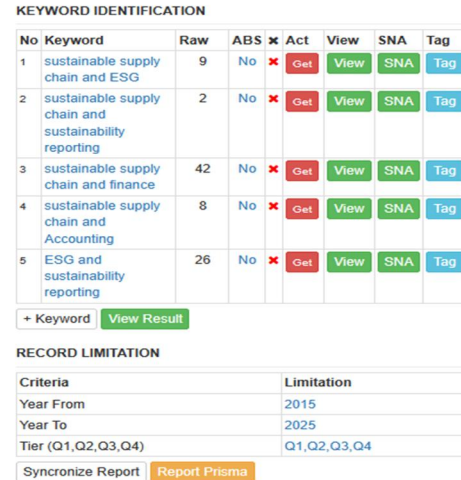 KEYWORD IDENTIFICATION
No Keyword Raw ABS × Act View SNA Tag
1 sustainable supply 9 No × Get View SNA Tag
chain and ESG
2 sustainable supply 2 No × Get View SNA Tag
chain and
sustainability
reporting
3 sustainable supply 42 No × Get View SNA Tag
chain and finance
4 sustainable supply 8 No × Get View SNA Tag
chain and
Accounting
5 ESG and 26 No × Get View SNA Tag
sustainability
reporting
+ Keyword View Result
RECORD LIMITATION
Criteria Limitation
Year From 2015
Year To 2025
Tier (Q1,Q2,Q3,Q4) Q1,Q2,Q3,Q4
Syncronize Report Report Prisma